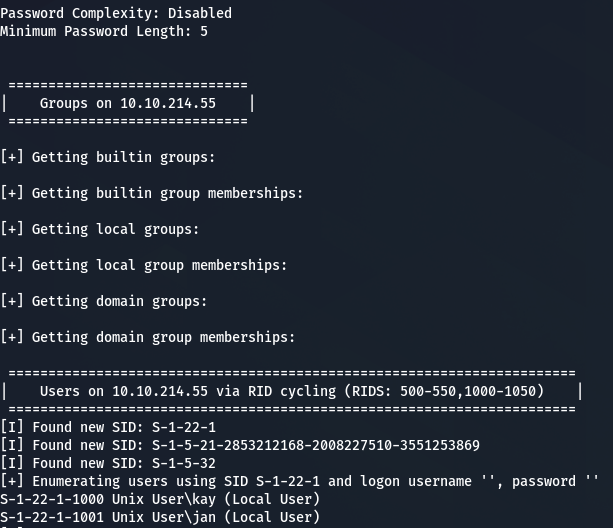 Password Complexity: Disabled
Minimum Password Length: 5
==============================
|    Groups on 10.10.214.55    |
==============================
[+] Getting builtin groups:
[+] Getting builtin group memberships:
[+] Getting local groups:
[+] Getting local group memberships:
[+] Getting domain groups:
[+] Getting domain group memberships:
=======================================================================
|    Users on 10.10.214.55 via RID cycling (RIDS: 500-550,1000-1050)    |
=======================================================================
[I] Found new SID: S-1-22-1
[I] Found new SID: S-1-5-21-2853212168-2008227510-3551253869
[I] Found new SID: S-1-5-32
[+] Enumerating users using SID S-1-22-1 and logon username '', password ''
S-1-22-1-1000 Unix User\kay (Local User)
S-1-22-1-1001 Unix User\jan (Local User)